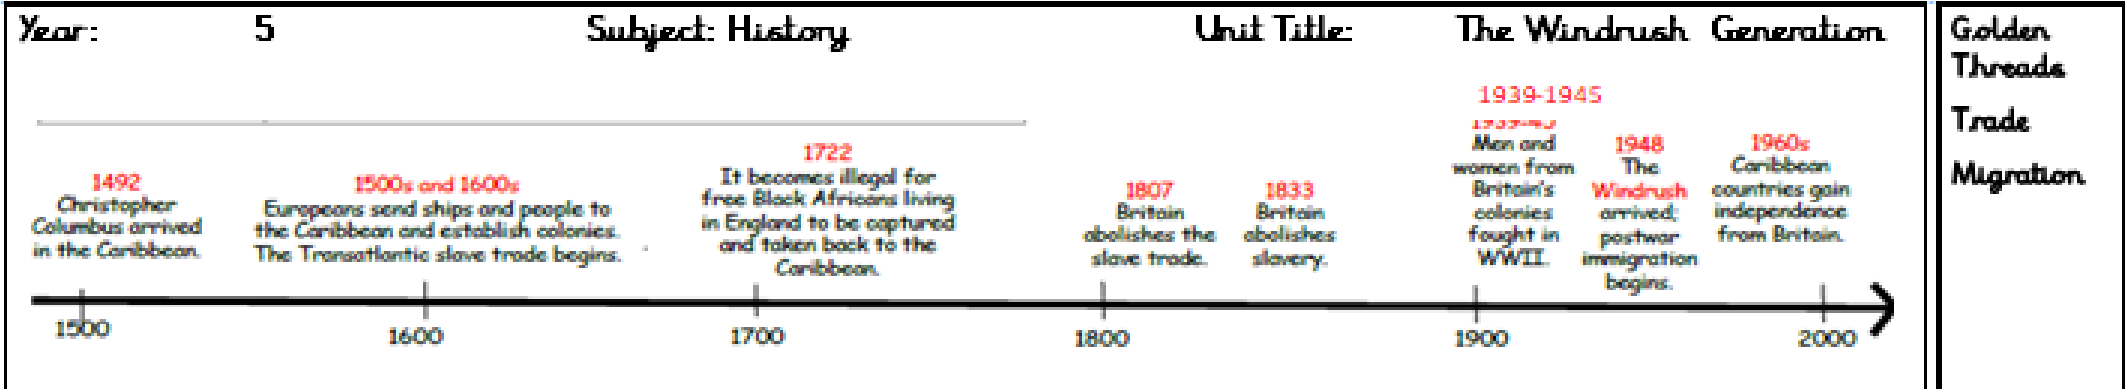 Year: 5 Subject: History Unit Title: The Windrush Generation
1939-1945
1492
Christopher
Columbus arrived
in the Caribbean.
1500s and 1600s
Europeans send ships and people to
the Caribbean and establish colonies.
The Transatlantic slave trade begins.
1722
It becomes illegal for
free Black Africans living
in England to be captured
and taken back to the
Caribbean.
1807
Britain
abolishes the
slave trade.
1833
Britain
abolishes
slavery.
1939-45
Men and
women from
Britain's
colonies
fought in
WWII.
1948
The
Windrush
arrived;
postwar
immigration
begins.
1960s
Caribbean
countries gain
independence
from Britain.
1500
1600
1700
1800
1900
2000
Golden
Threads
Trade
Migration